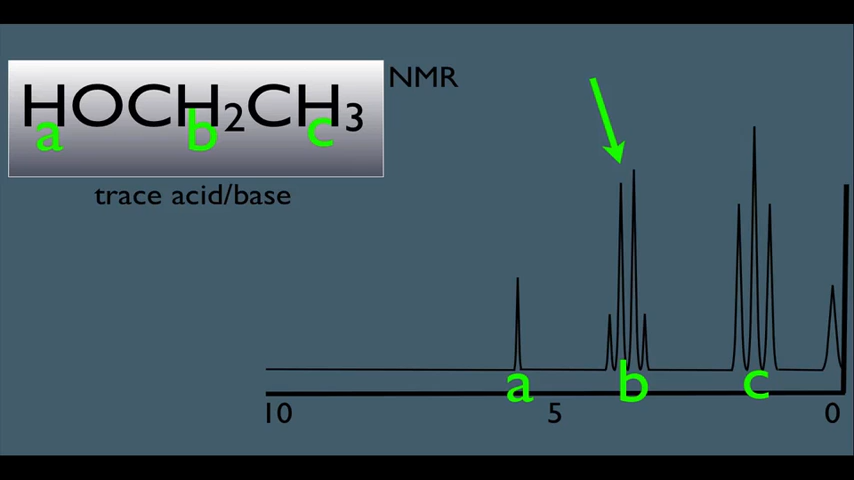 HOCH₂CH₃
NMR
a b c
trace acid/base
a b c
10 5 0